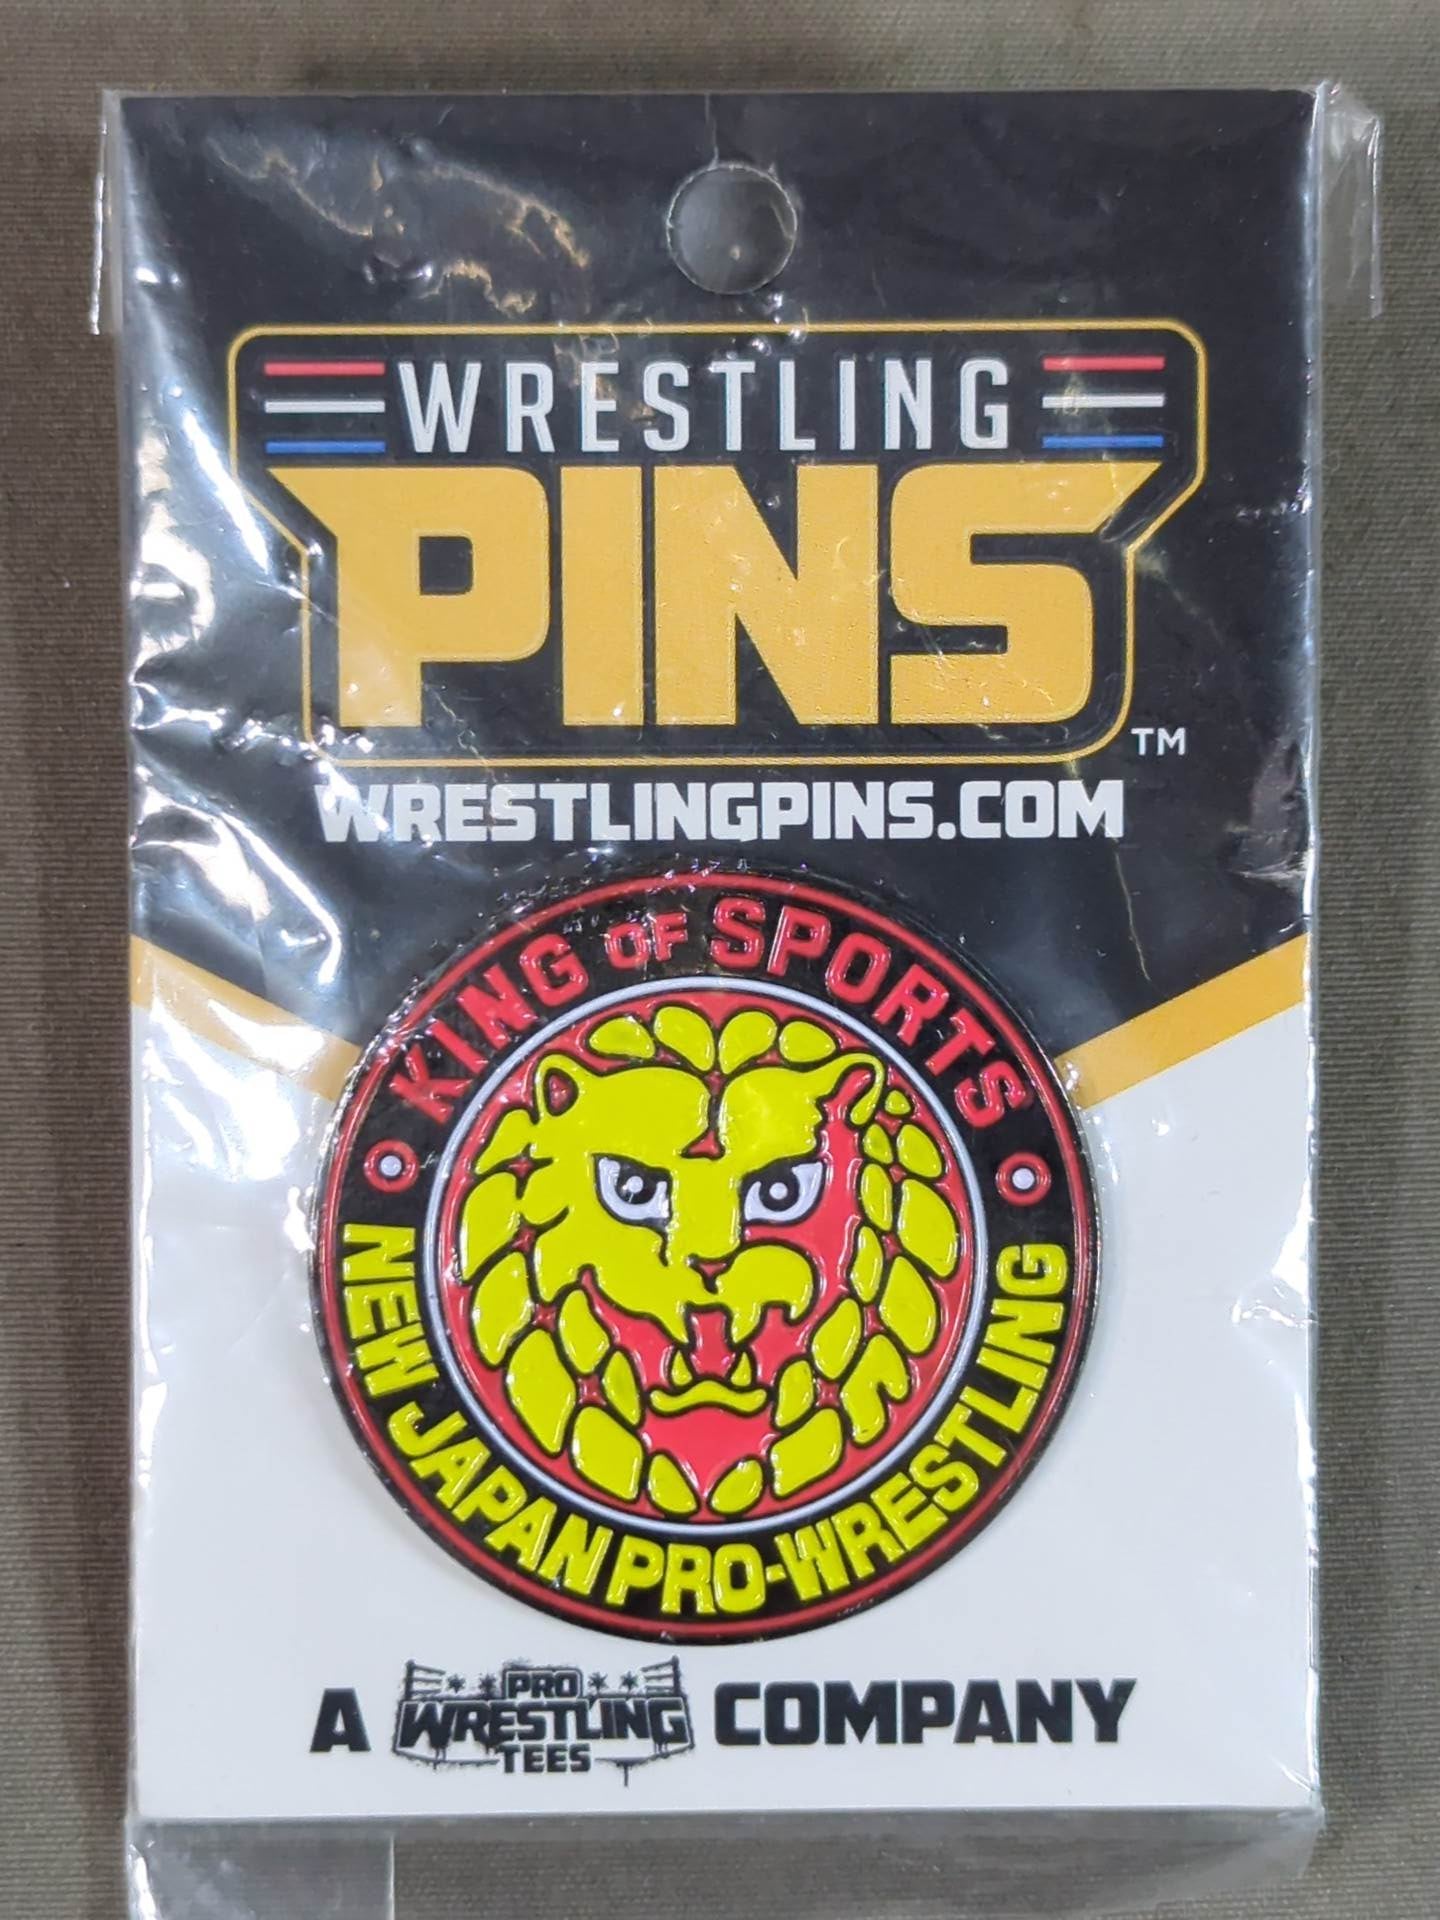 WRESTLING
PINS
TM
WRESTLINGPINS.COM
KING OF SPORTS
NEW JAPAN PRO-WRESTLING
A PRO WRESTLING TEES COMPANY